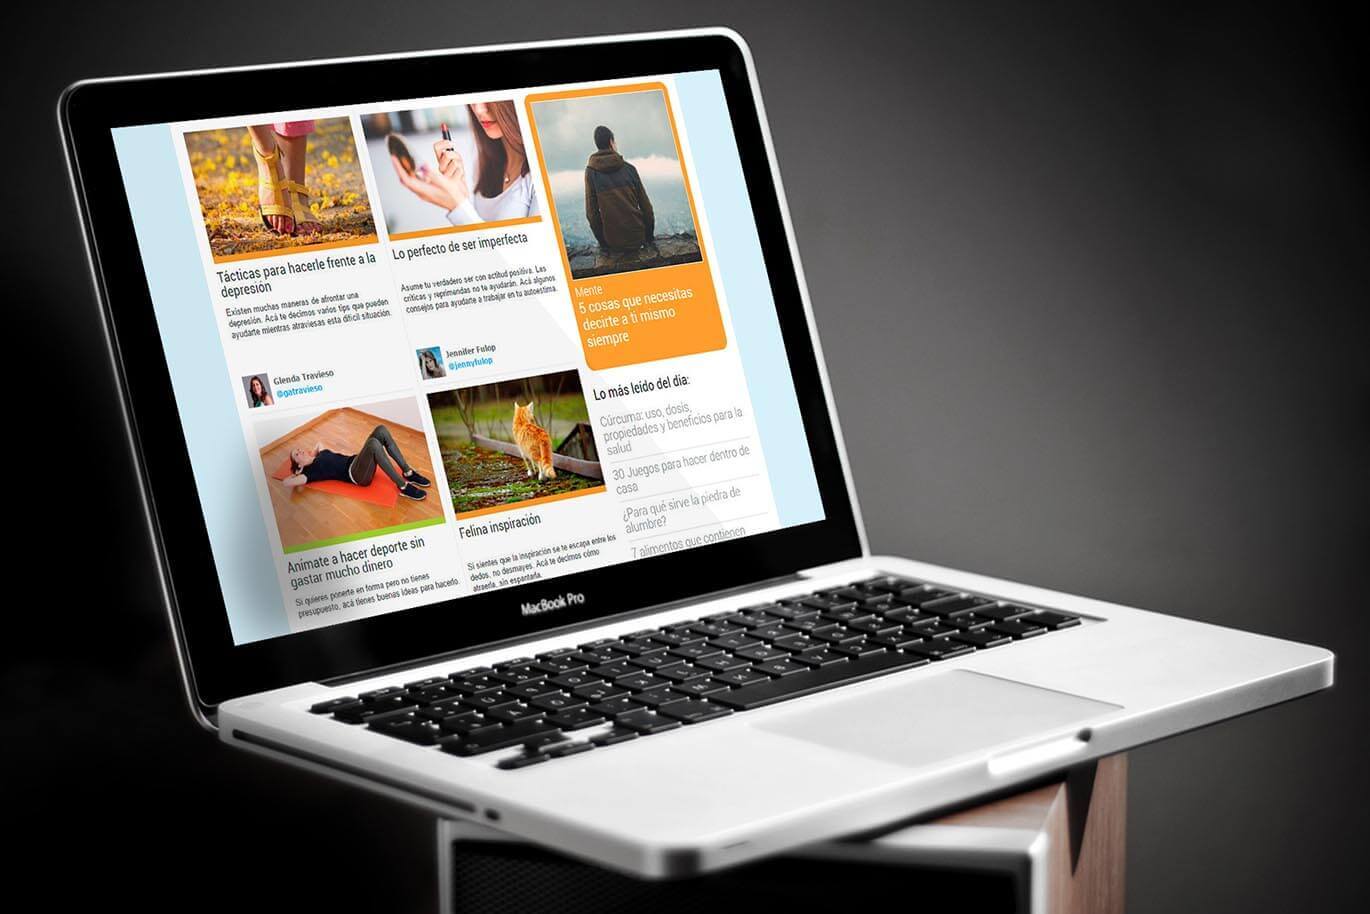 Tácticas para hacerle frente a la
depresión
Existen muchas maneras de afrontar una
depresión. Acá te decimos varios tips que pueden
ayudarte mientras atraviesas esta difícil situación.
Glenda Travieso
@gatravieso
Lo perfecto de ser imperfecta
Asume tu verdadero ser con actitud positiva. Las
críticas y reprimendas no te ayudarán. Acá algunos
consejos para ayudarte a trabajar en tu autoestima.
Jennifer Fulop
@jennyfulop
Mente
5 cosas que necesitas
decirte a ti mismo
siempre
Anímate a hacer deporte sin
gastar mucho dinero
Si quieres ponerte en forma pero no tienes
presupuesto, acá tienes buenas ideas para hacerlo.
Felina inspiración
Si sientes que la inspiración se te escapa entre los
dedos, no desmayes. Acá te decimos cómo
atraerla, sin espantarla.
Lo más leido del dia:
Cúrcuma: uso, dosis,
propiedades y beneficios para la
salud
30 Juegos para hacer dentro de
casa
¿Para qué sirve la piedra de
alumbre?
7 alimentos que contienen
MacBook Pro